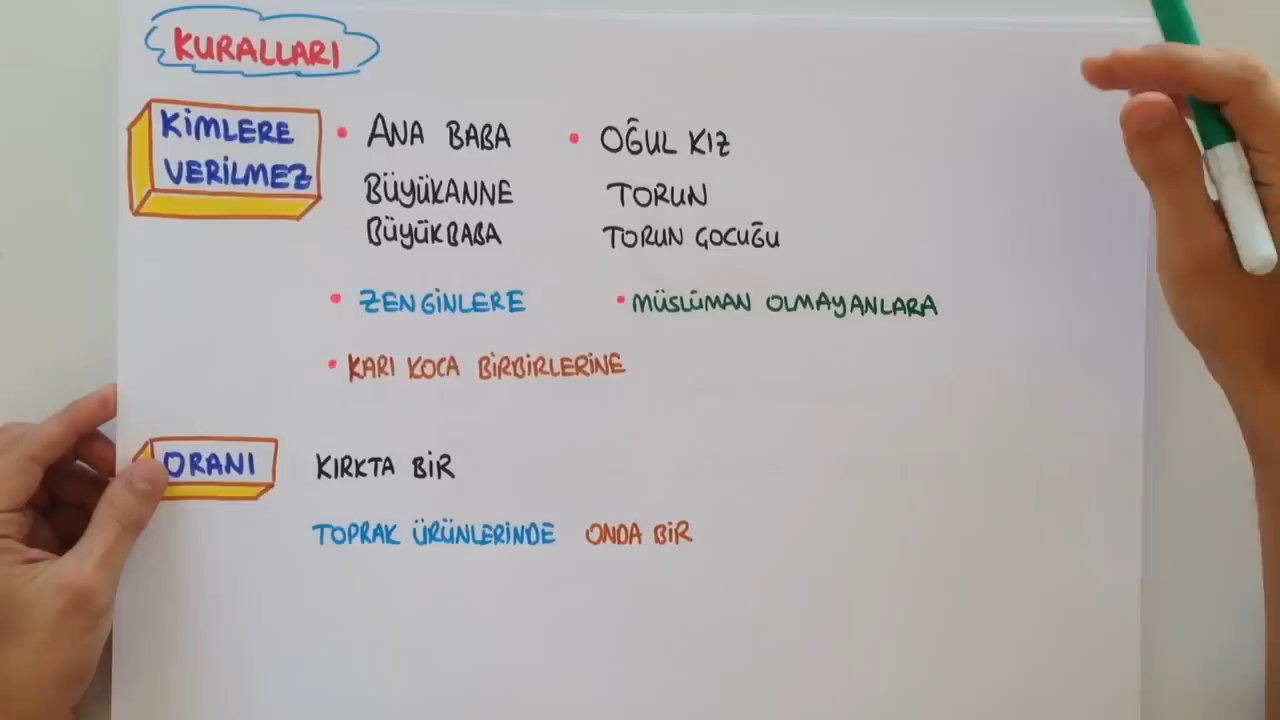 KURALLARI
KİMLERE
VERİLMEZ
• ANA BABA
BÜYÜKANNE
BÜYÜKBABA
• OĞUL KIZ
TORUN
TORUN ÇOCUĞU
• ZENGİNLERE
• MÜSLÜMAN OLMAYANLARA
• KARI KOCA BİRBİRLERİNE
ORANI
KIRKTA BİR
TOPRAK ÜRÜNLERİNDE ONDA BİR